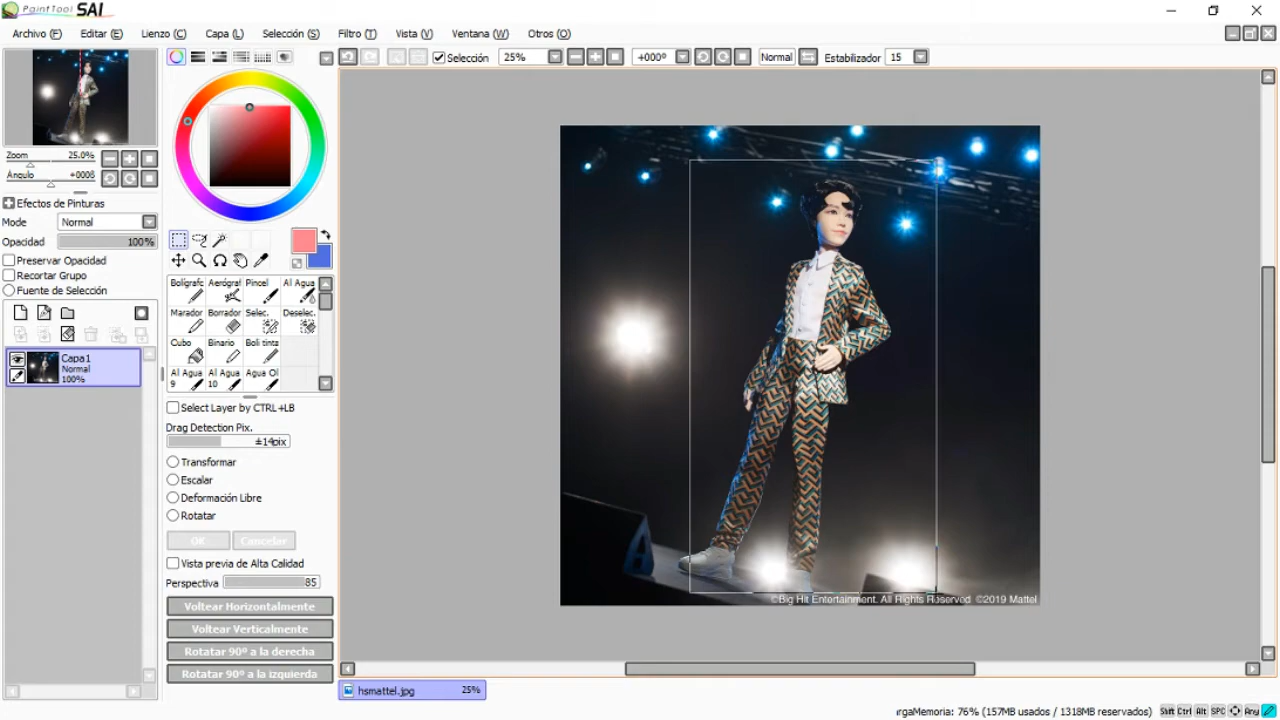 PaintTool SAI
Archivo (F) Editar (E) Lienzo (C) Capa (L) Selección (S) Filtro (T) Vista (V) Ventana (W) Otros (O)
Selección 25% +000º Normal Estabilizador 15
Zoom 25.0%
Ángulo +0008
Efectos de Pinturas
Mode Normal
Opacidad 100%
Preservar Opacidad
Recortar Grupo
Fuente de Selección
Capa1
Normal
100%
Bolígrafc Aerógraf Pincel Al Agua
Marador Borrador Selec. Deselec.
Cubo Binario Boli tinta
Al Agua 9 Al Agua 10 Agua Ol
Select Layer by CTRL+LB
Drag Detection Pix.
±14pix
Transformar
Escalar
Deformación Libre
Rotatar
OK Cancelar
Vista previa de Alta Calidad
Perspectiva 85
Voltear Horizontalmente
Voltear Verticalmente
Rotatar 90º a la derecha
Rotatar 90º a la izquierda
©Big Hit Entertainment. All Rights Reserved. ©2019 Mattel
hsmattel.jpg 25%
rgaMemoria: 76% (157MB usados / 1318MB reservados) Shift Ctrl Alt SPC Any